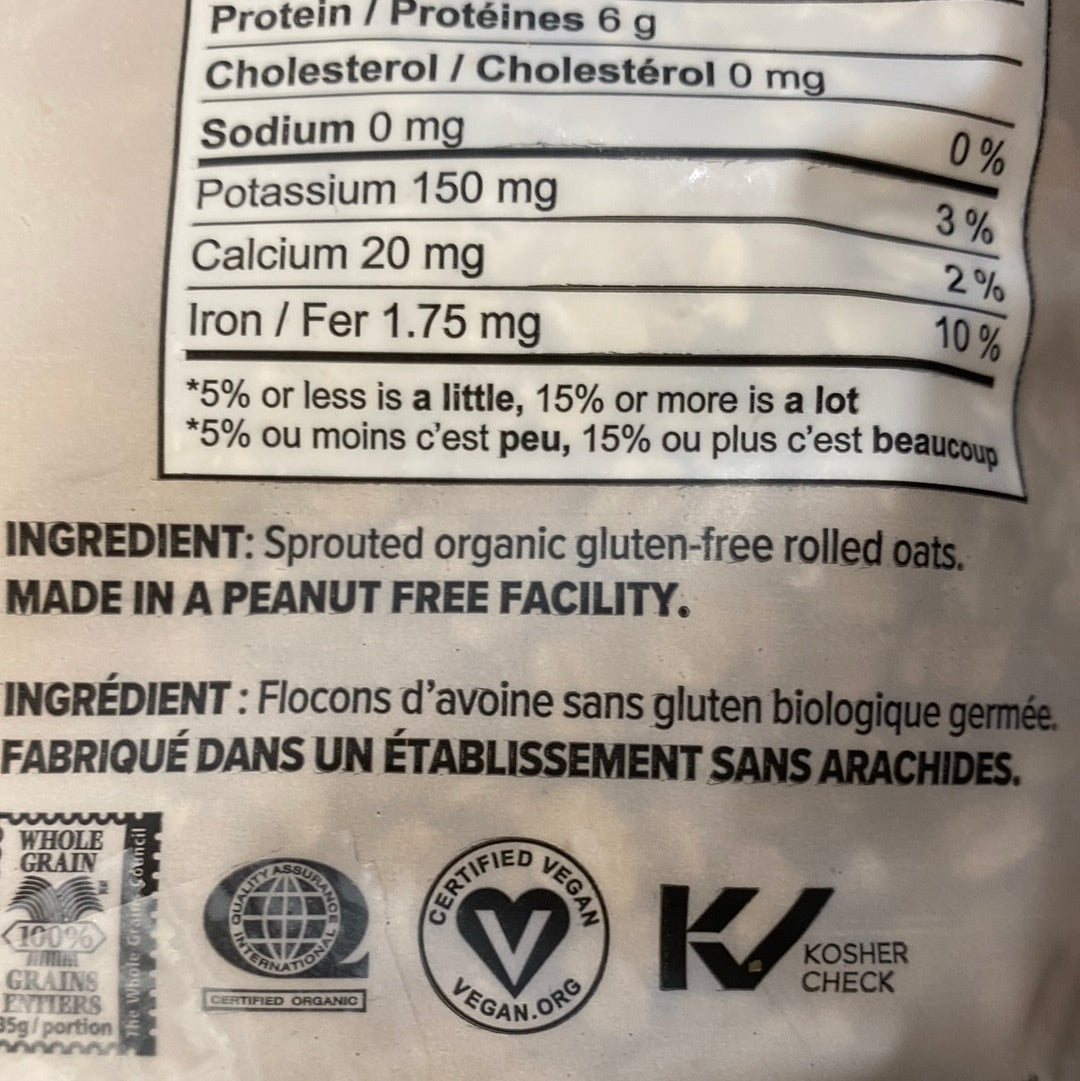 Protein / Protéines 6 g
Cholesterol / Cholestérol 0 mg
Sodium 0 mg 0 %
Potassium 150 mg 3 %
Calcium 20 mg 2 %
Iron / Fer 1.75 mg 10 %
*5% or less is a little, 15% or more is a lot
*5% ou moins c'est peu, 15% ou plus c'est beaucoup
INGREDIENT: Sprouted organic gluten-free rolled oats.
MADE IN A PEANUT FREE FACILITY.
INGRÉDIENT : Flocons d'avoine sans gluten biologique germée.
FABRIQUÉ DANS UN ÉTABLISSEMENT SANS ARACHIDES.
WHOLE
GRAIN
100%
GRAINS
ENTIERS
35g / portion
The Whole Grains Council
QUALITY ASSURANCE
INTERNATIONAL
CERTIFIED ORGANIC
CERTIFIED VEGAN
V
VEGAN.ORG
K
KOSHER
CHECK